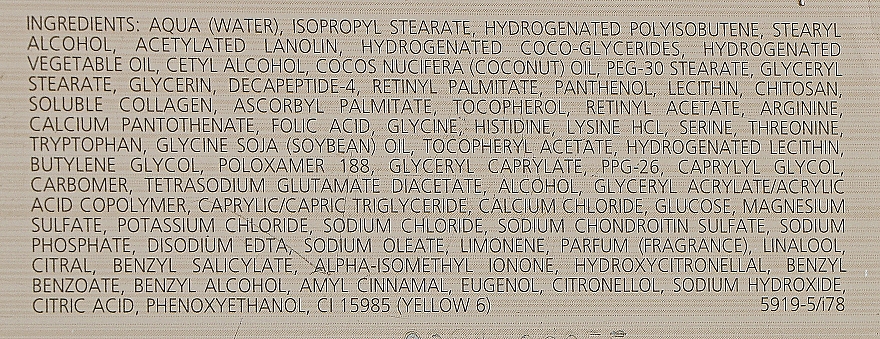 INGREDIENTS: AQUA (WATER), ISOPROPYL STEARATE, HYDROGENATED POLYISOBUTENE, STEARYL
ALCOHOL, ACETYLATED LANOLIN, HYDROGENATED COCO-GLYCERIDES, HYDROGENATED
VEGETABLE OIL, CETYL ALCOHOL, COCOS NUCIFERA (COCONUT) OIL, PEG-30 STEARATE, GLYCERYL
STEARATE, GLYCERIN, DECAPEPTIDE-4, RETINYL PALMITATE, PANTHENOL, LECITHIN, CHITOSAN,
SOLUBLE COLLAGEN, ASCORBYL PALMITATE, TOCOPHEROL, RETINYL ACETATE, ARGININE,
CALCIUM PANTOTHENATE, FOLIC ACID, GLYCINE, HISTIDINE, LYSINE HCL, SERINE, THREONINE,
TRYPTOPHAN, GLYCINE SOJA (SOYBEAN) OIL, TOCOPHERYL ACETATE, HYDROGENATED LECITHIN,
BUTYLENE GLYCOL, POLOXAMER 188, GLYCERYL CAPRYLATE, PPG-26, CAPRYLYL GLYCOL,
CARBOMER, TETRASODIUM GLUTAMATE DIACETATE, ALCOHOL, GLYCERYL ACRYLATE/ACRYLIC
ACID COPOLYMER, CAPRYLIC/CAPRIC TRIGLYCERIDE, CALCIUM CHLORIDE, GLUCOSE, MAGNESIUM
SULFATE, POTASSIUM CHLORIDE, SODIUM CHLORIDE, SODIUM CHONDROITIN SULFATE, SODIUM
PHOSPHATE, DISODIUM EDTA, SODIUM OLEATE, LIMONENE, PARFUM (FRAGRANCE), LINALOOL,
CITRAL, BENZYL SALICYLATE, ALPHA-ISOMETHYL IONONE, HYDROXYCITRONELLAL, BENZYL
BENZOATE, BENZYL ALCOHOL, AMYL CINNAMAL, EUGENOL, CITRONELLOL, SODIUM HYDROXIDE,
CITRIC ACID, PHENOXYETHANOL, CI 15985 (YELLOW 6) 5919-5/i78